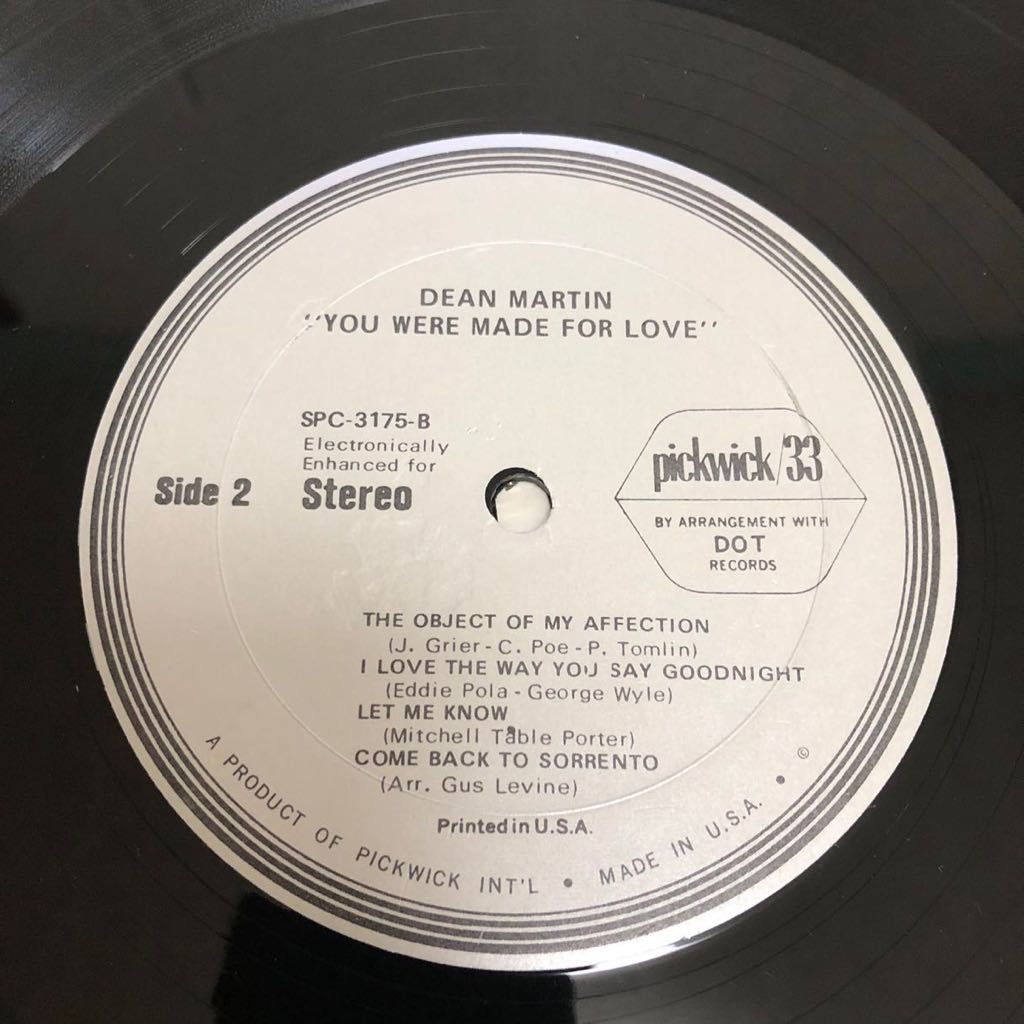 DEAN MARTIN
"YOU WERE MADE FOR LOVE"
SPC-3175-B
Electronically
Enhanced for
Side 2 Stereo
pickwick/33
BY ARRANGEMENT WITH
DOT
RECORDS
THE OBJECT OF MY AFFECTION
(J. Grier - C. Poe - P. Tomlin)
I LOVE THE WAY YOU SAY GOODNIGHT
(Eddie Pola - George Wyle)
LET ME KNOW
(Mitchell Table Porter)
COME BACK TO SORRENTO
(Arr. Gus Levine)
Printed in U.S.A.
A PRODUCT OF PICKWICK INT'L • MADE IN U.S.A. • ©